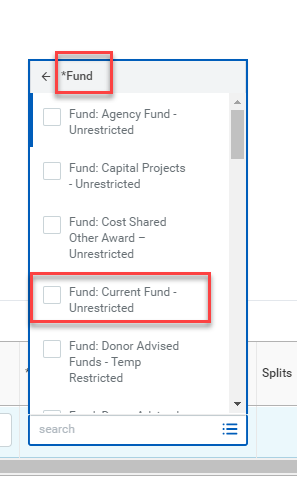 *Fund
Fund: Agency Fund -
Unrestricted
Fund: Capital Projects
- Unrestricted
Fund: Cost Shared
Other Award –
Unrestricted
Fund: Current Fund -
Unrestricted
Fund: Donor Advised
Funds - Temp
Restricted
*
Splits
search